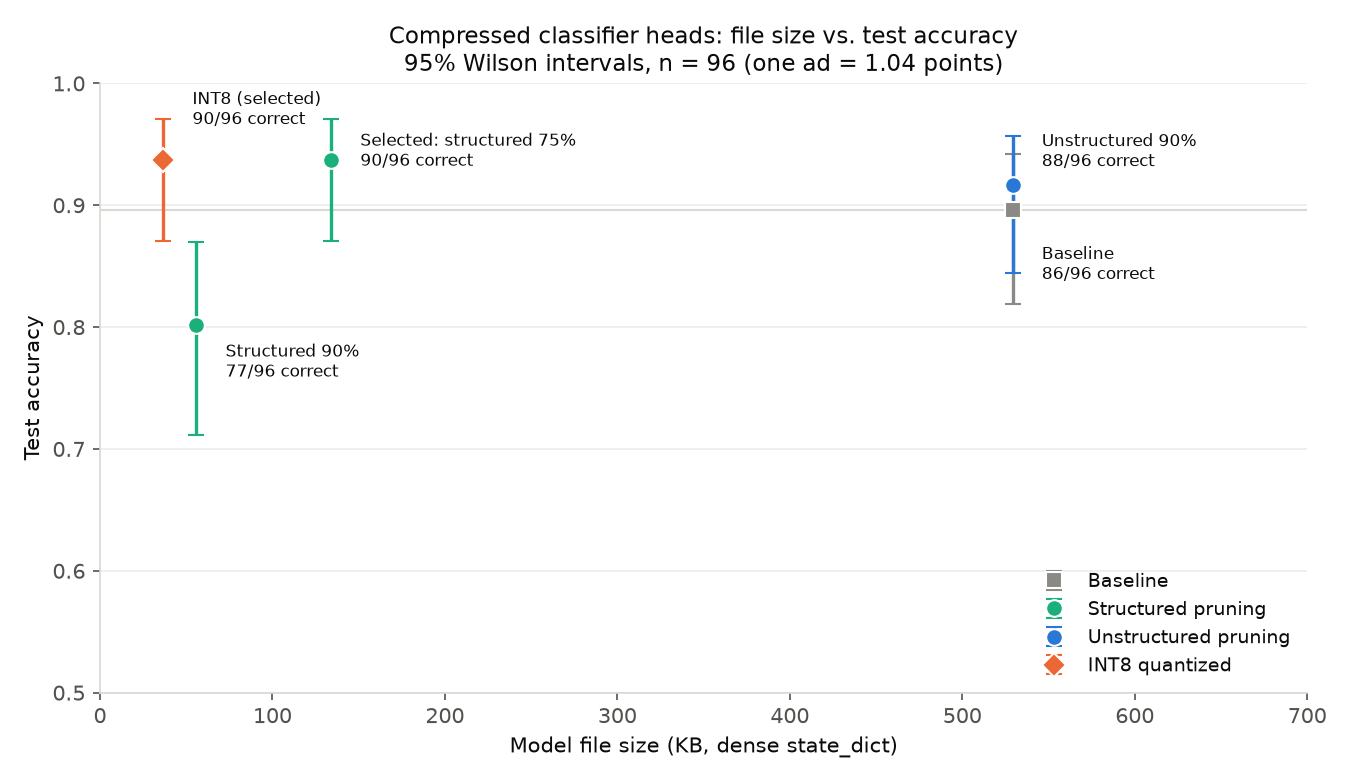 Compressed classifier heads: file size vs. test accuracy
95% Wilson intervals, n = 96 (one ad = 1.04 points)
Test accuracy
1.0
0.9
0.8
0.7
0.6
0.5
INT8 (selected)
90/96 correct
Selected: structured 75%
90/96 correct
Unstructured 90%
88/96 correct
Baseline
86/96 correct
Structured 90%
77/96 correct
Baseline
Structured pruning
Unstructured pruning
INT8 quantized
0 100 200 300 400 500 600 700
Model file size (KB, dense state_dict)